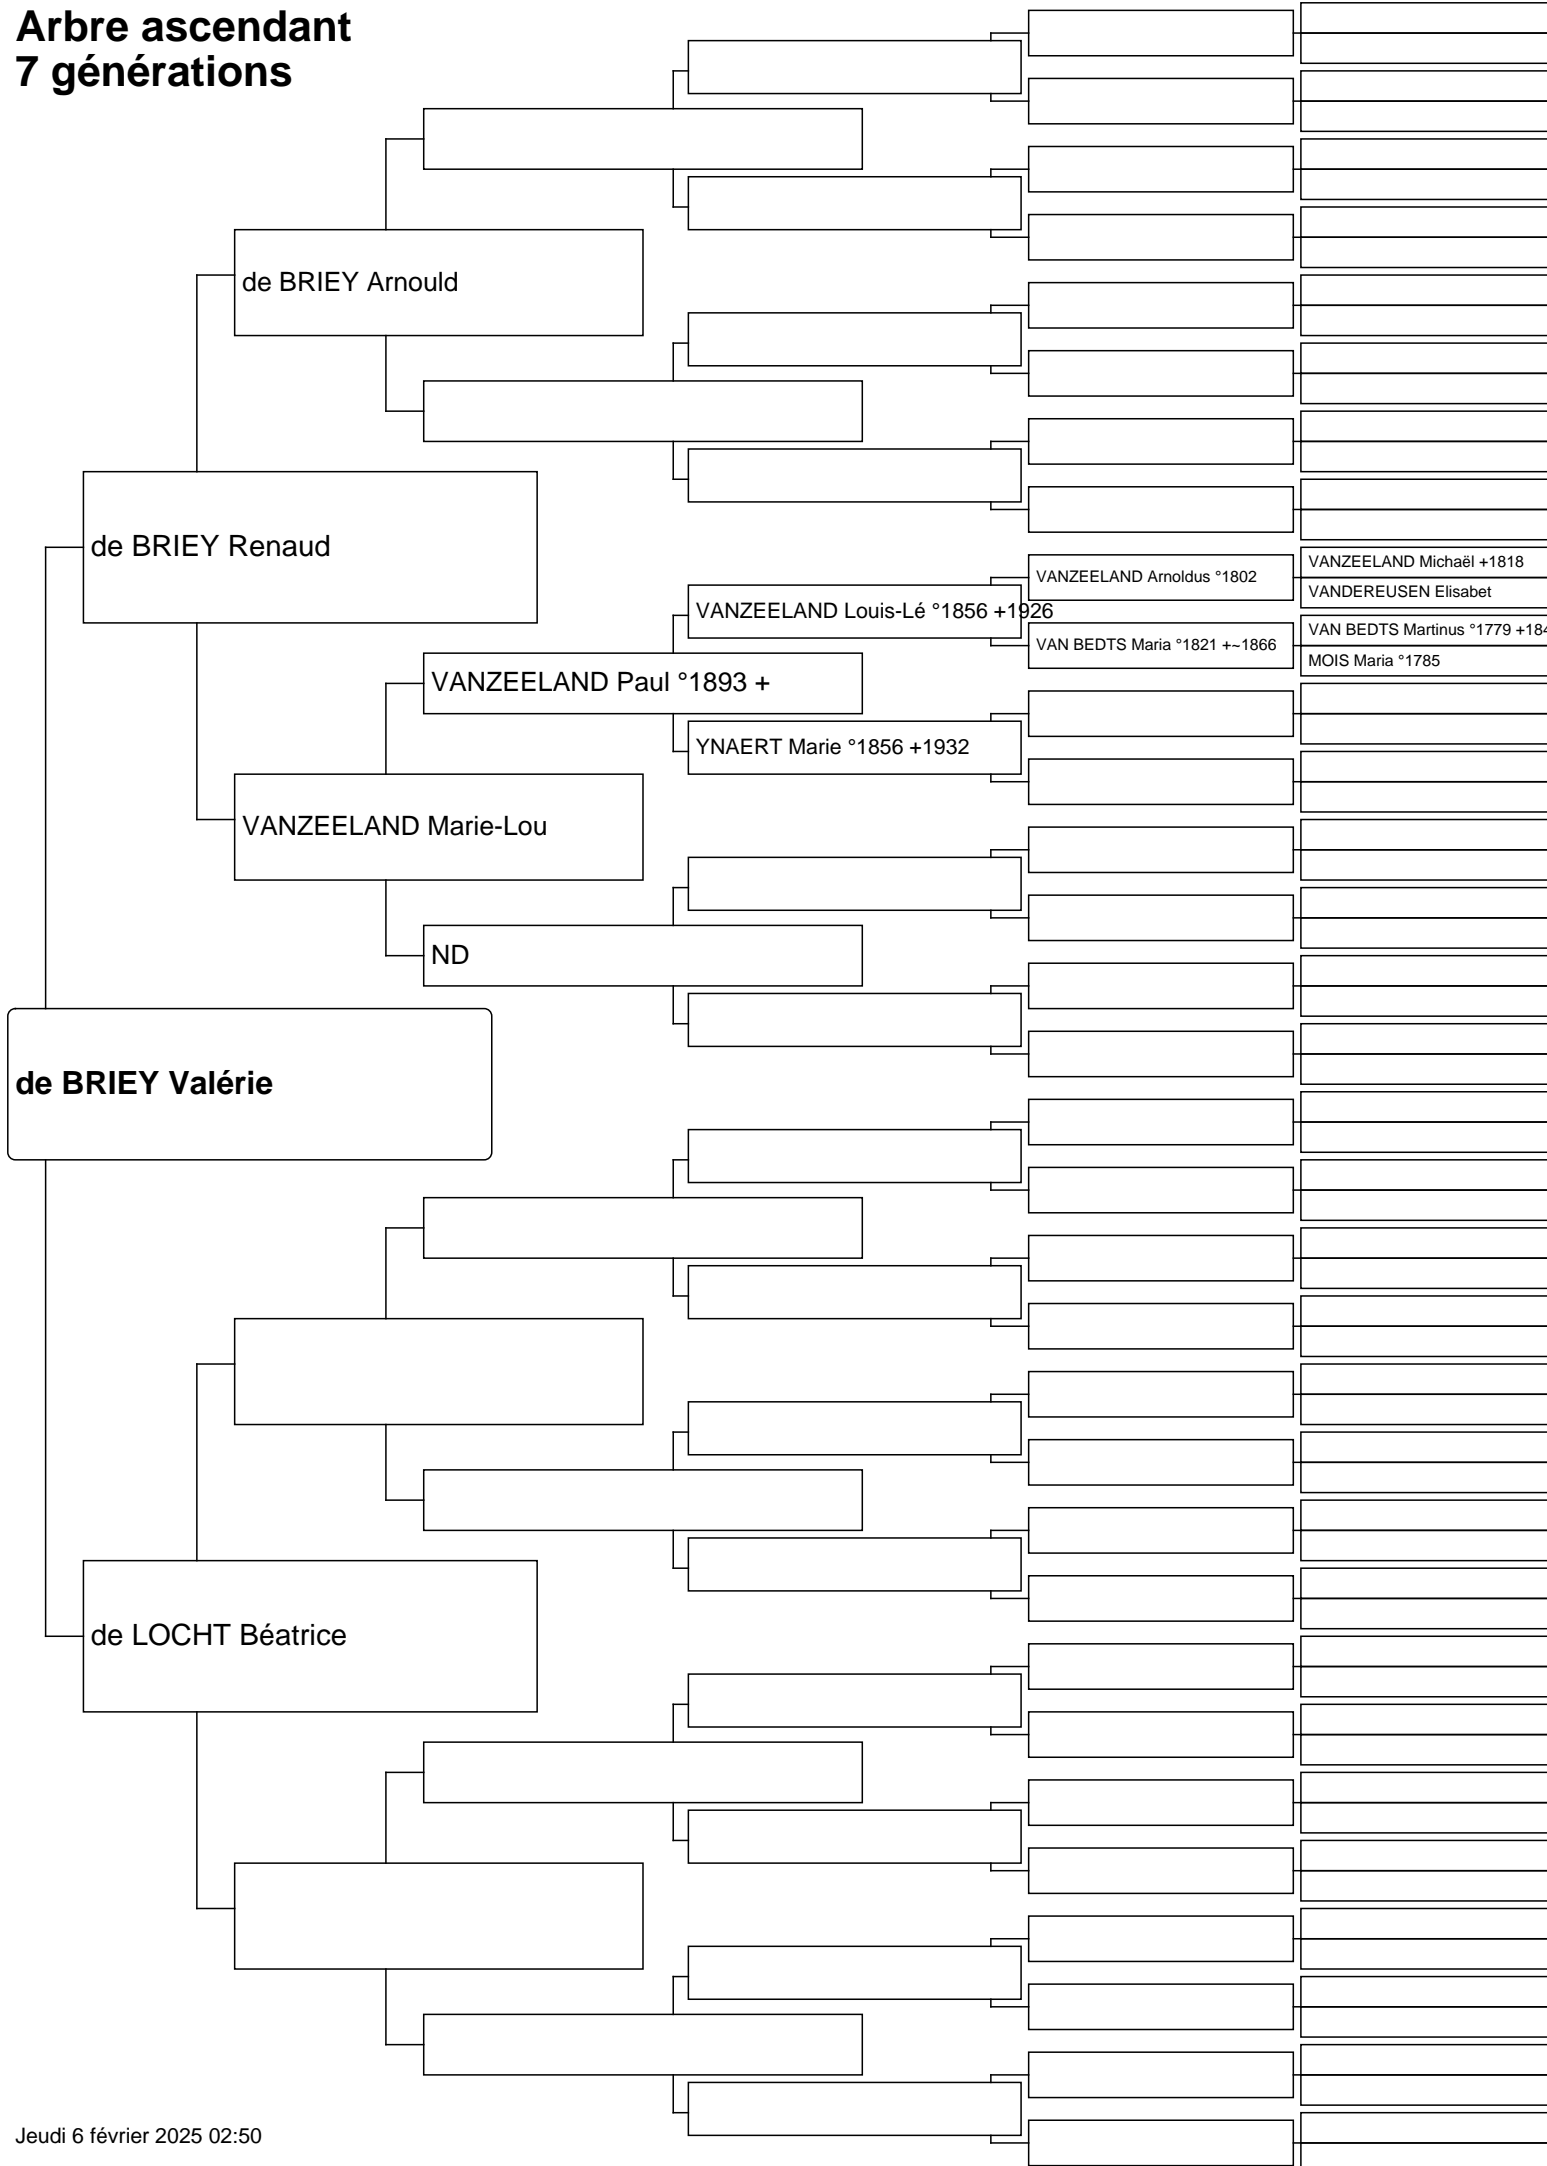 Arbre ascendant
7 générations
de BRIEY Arnould
de BRIEY Renaud
VANZEELAND Michaël +1818
VANZEELAND Arnoldus °1802
VANDEREUSEN Elisabet
VANZEELAND Louis-Lé °1856 +1926
VAN BEDTS Martinus °1779 +184
VAN BEDTS Maria °1821 +~1866
MOIS Maria °1785
VANZEELAND Paul °1893 +
YNAERT Marie °1856 +1932
VANZEELAND Marie-Lou
ND
de BRIEY Valérie
de LOCHT Béatrice
Jeudi 6 février 2025 02:50